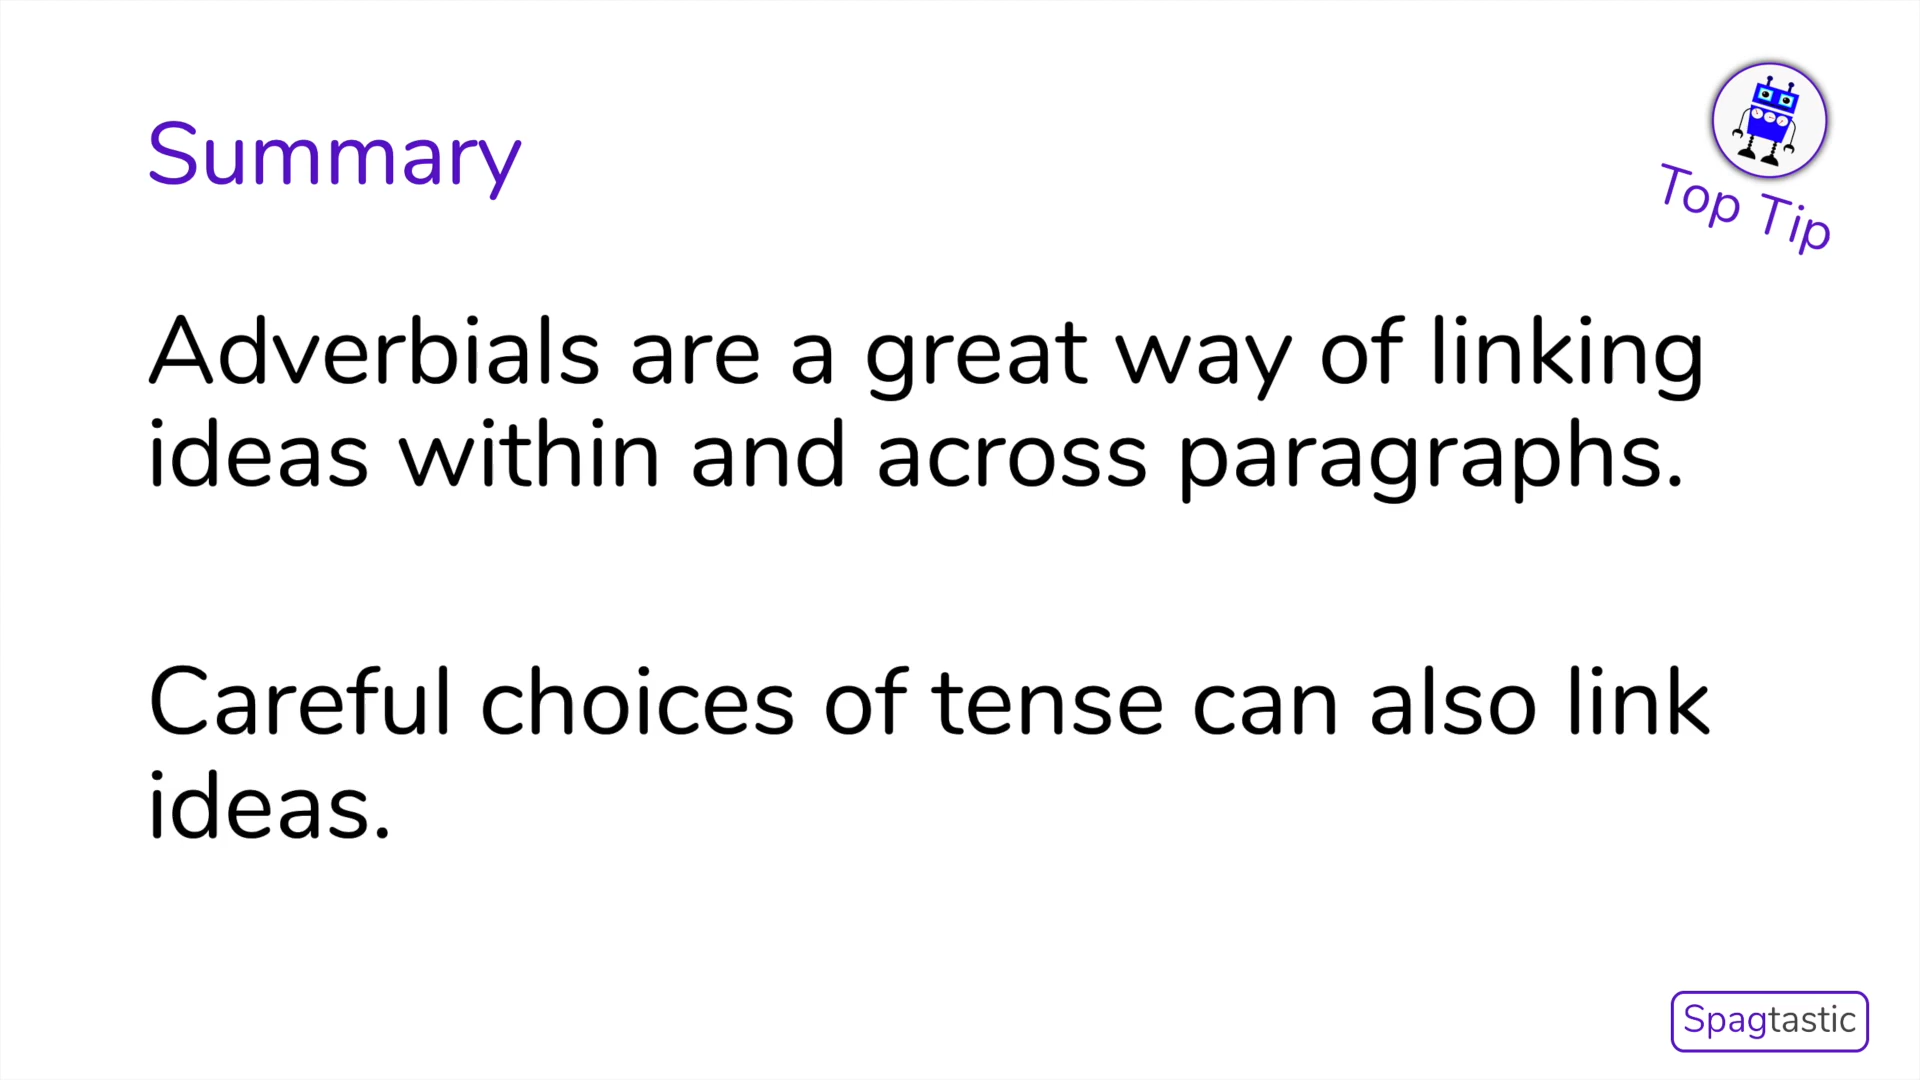 Summary
Top Tip
Adverbials are a great way of linking
ideas within and across paragraphs.
Careful choices of tense can also link
ideas.
Spagtastic